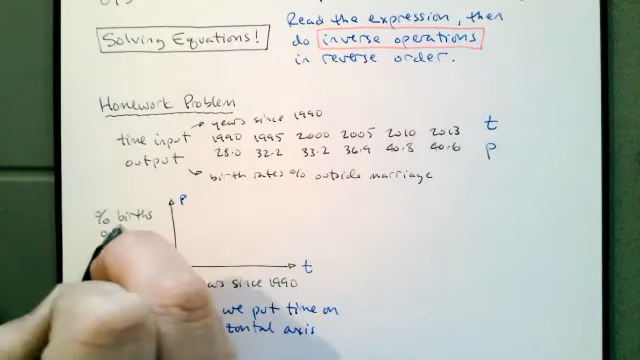 Read the expression, then
Solving Equations!
do inverse operations
in reverse order.
Homework Problem
years since 1990
time input 1990 1995 2000 2005 2010 2013 t
output 28.0 32.2 33.2 36.9 40.8 40.6 P
birth rates % outside marriage
P
% births
t
since 1990
we put time on
axis